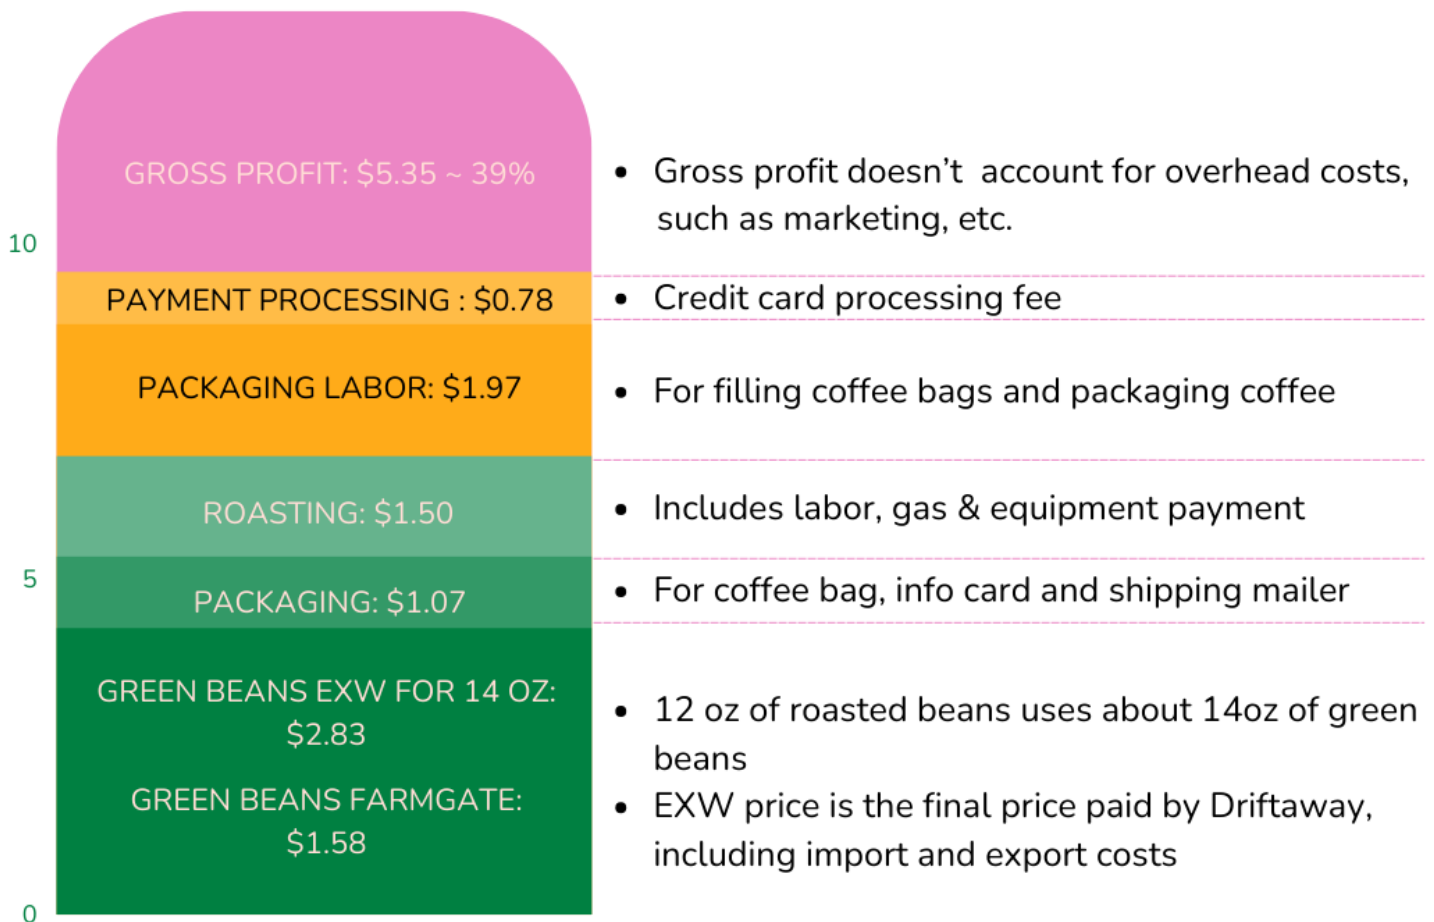 GROSS PROFIT: $5.35 ~ 39%
• Gross profit doesn’t account for overhead costs,
such as marketing, etc.
10
PAYMENT PROCESSING : $0.78
• Credit card processing fee
PACKAGING LABOR: $1.97
• For filling coffee bags and packaging coffee
ROASTING: $1.50
• Includes labor, gas & equipment payment
5
PACKAGING: $1.07
• For coffee bag, info card and shipping mailer
GREEN BEANS EXW FOR 14 OZ:
$2.83
GREEN BEANS FARMGATE:
$1.58
• 12 oz of roasted beans uses about 14oz of green
beans
• EXW price is the final price paid by Driftaway,
including import and export costs
0